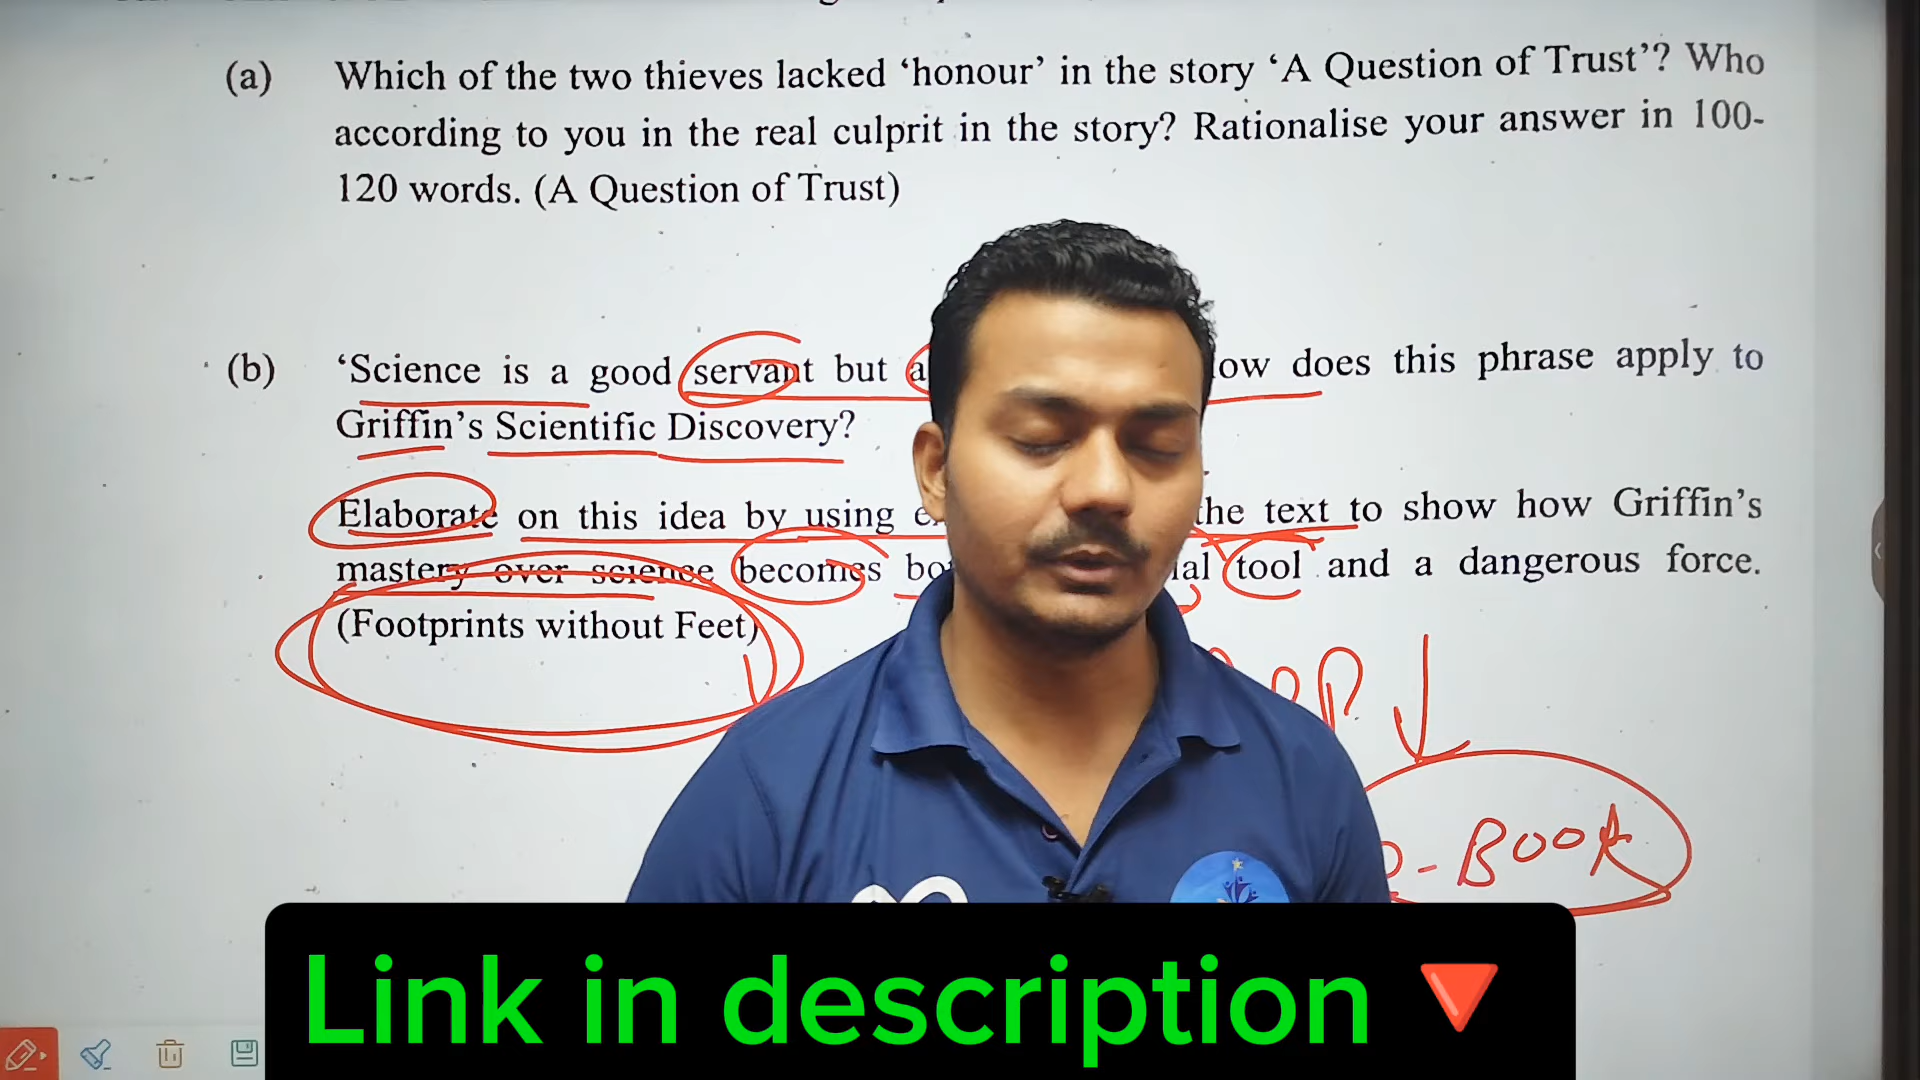 (a) Which of the two thieves lacked ‘honour’ in the story ‘A Question of Trust’? Who
according to you in the real culprit in the story? Rationalise your answer in 100-
120 words. (A Question of Trust)
(b) ‘Science is a good servant but a does this phrase apply to
Griffin’s Scientific Discovery?
Elaborate on this idea by using the text to show how Griffin’s
mastery over science becomes tool and a dangerous force.
(Footprints without Feet)
- BOOK
Link in description